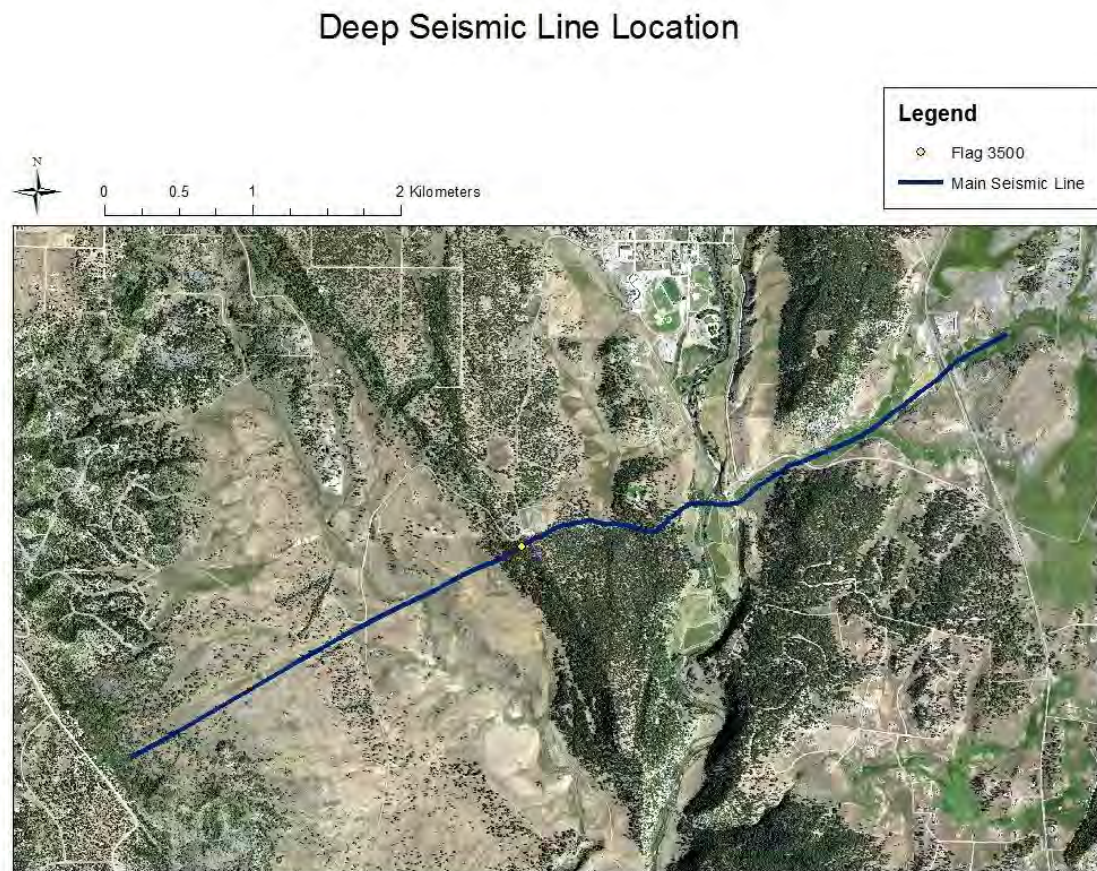 Deep Seismic Line Location
Legend
Flag 3500
Main Seismic Line
N
0 0.5 1 2 Kilometers